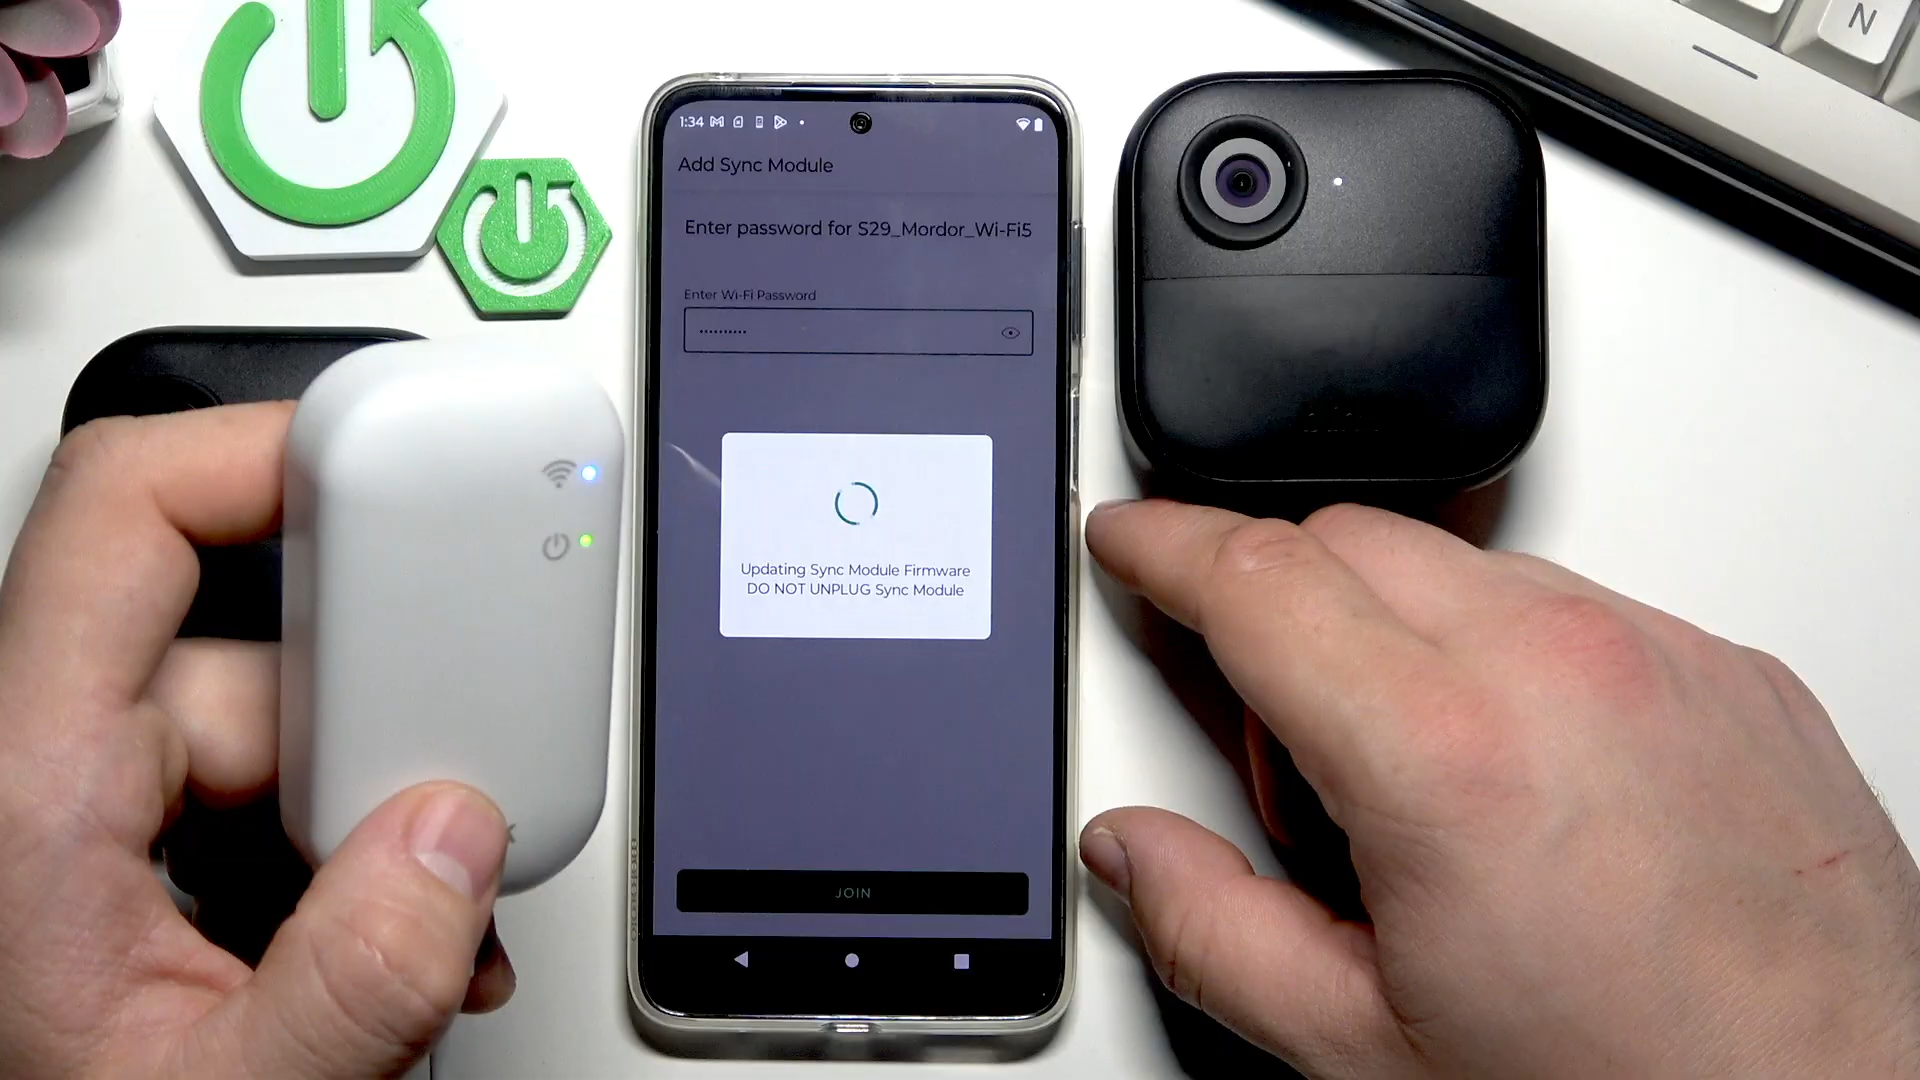 N
1:34
Add Sync Module
Enter password for S29_Mordor_Wi-Fi5
Enter Wi-Fi Password
••••••••••
Updating Sync Module Firmware
DO NOT UNPLUG Sync Module
JOIN
motorola